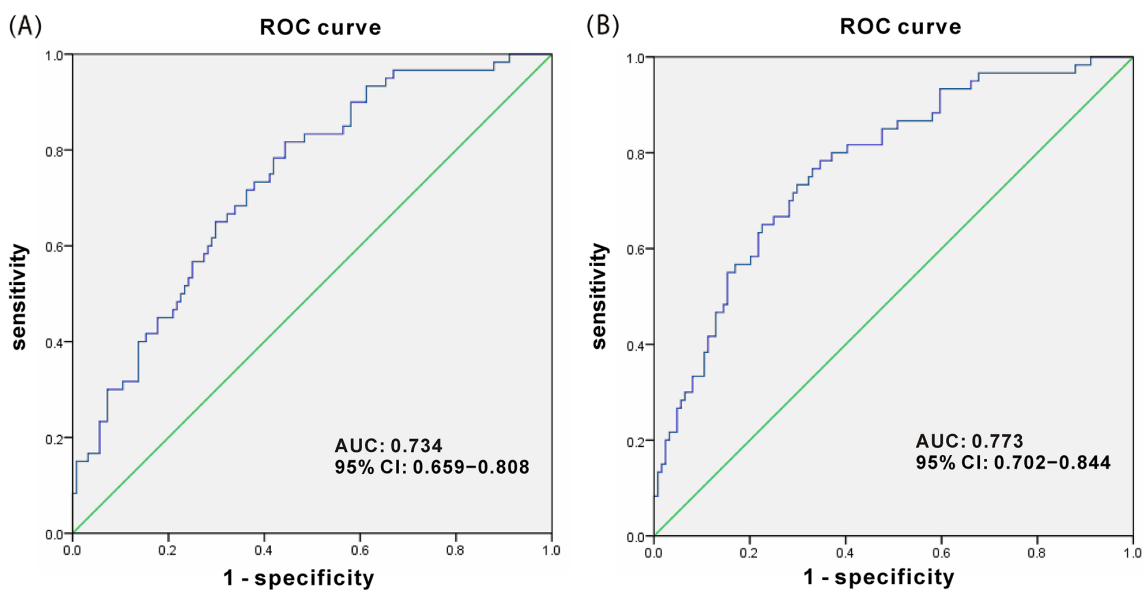 (A)
ROC curve
1.0
0.8
0.6
0.4
0.2
0.0
sensitivity
AUC: 0.734
95% CI: 0.659−0.808
0.0 0.2 0.4 0.6 0.8 1.0
1 - specificity
(B)
ROC curve
1.0
0.8
0.6
0.4
0.2
0.0
sensitivity
AUC: 0.773
95% CI: 0.702−0.844
0.0 0.2 0.4 0.6 0.8 1.0
1 - specificity